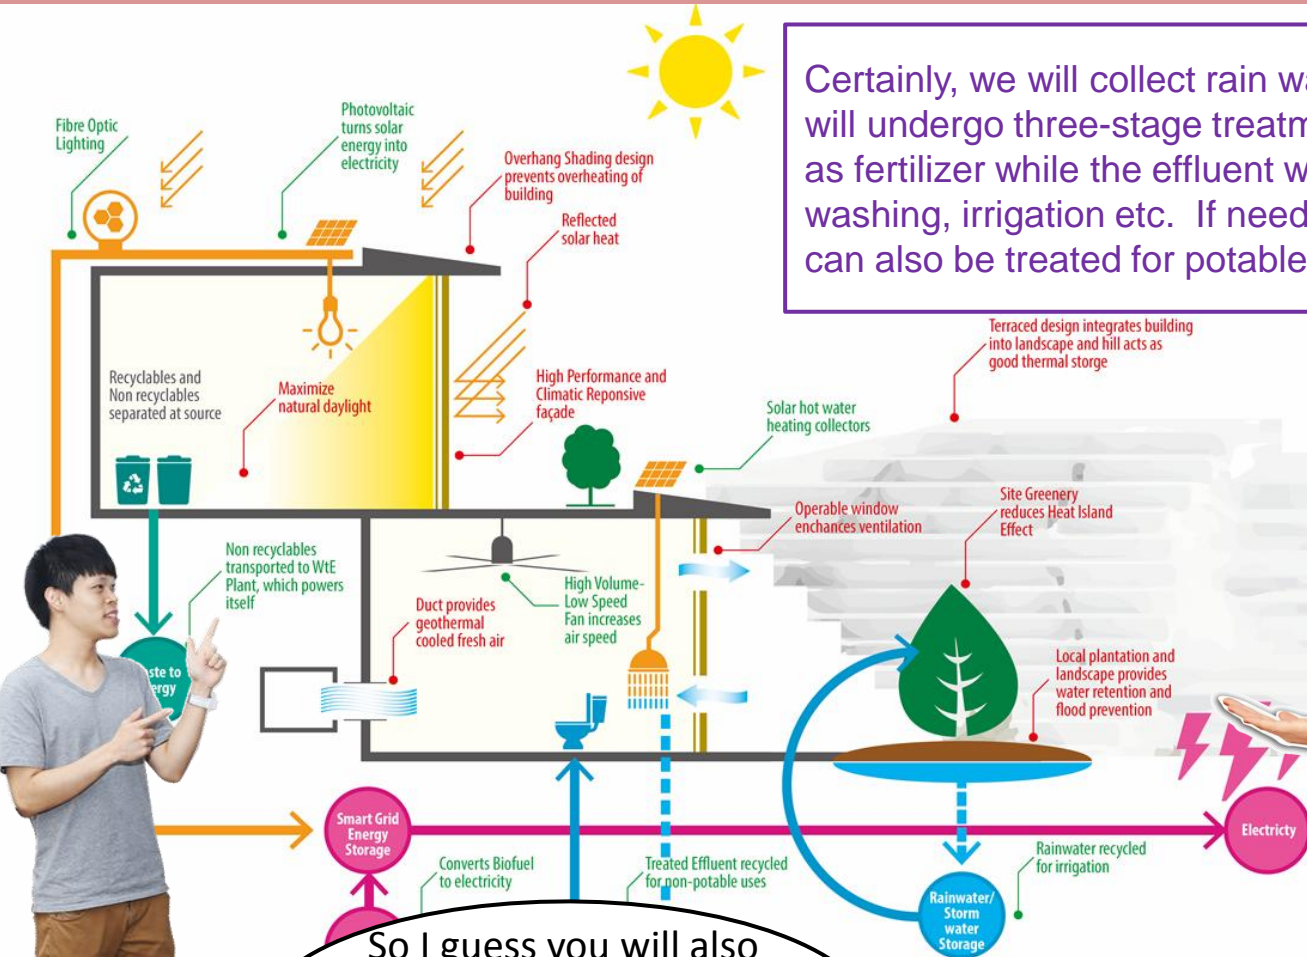 Certainly, we will collect rain
will undergo three-stage
as fertilizer while the effluent
washing, irrigation etc. If
can also be treated for potable
Fibre Optic
Lighting
Photovoltaic
turns solar
energy into
electricity
Overhang Shading design
prevents overheating of
building
Reflected
solar heat
Terraced design integrates building
into landscape and hill acts as
good thermal storge
Recyclables and
Non recyclables
separated at source
Maximize
natural daylight
High Performance and
Climatic Reponsive
façade
Solar hot water
heating collectors
Operable window
enchances ventilation
Site Greenery
reduces Heat Island
Effect
Non recyclables
transported to WtE
Plant, which powers
itself
High Volume-
Low Speed
Fan increases
air speed
Duct provides
geothermal
cooled fresh air
Local plantation and
landscape provides
water retention and
flood prevention
to
Smart Grid
Energy
Storage
Electricty
Converts Biofuel
to electricity
Treated Effluent recycled
for non-potable uses
Rainwater recycled
for irrigation
Rainwater/
Storm
water
Storage
So I guess you will also